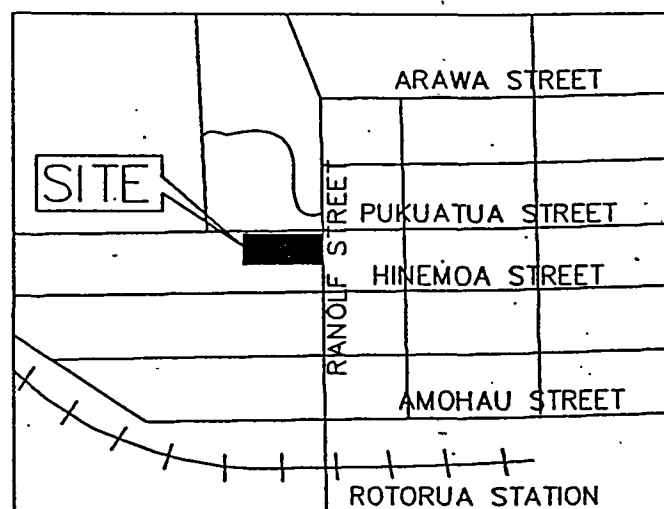 ARAWA STREET
SITE
PUKUATUA STREET
RANOLF STREET
HINEMOA STREET
AMOHAU STREET
ROTORUA STATION